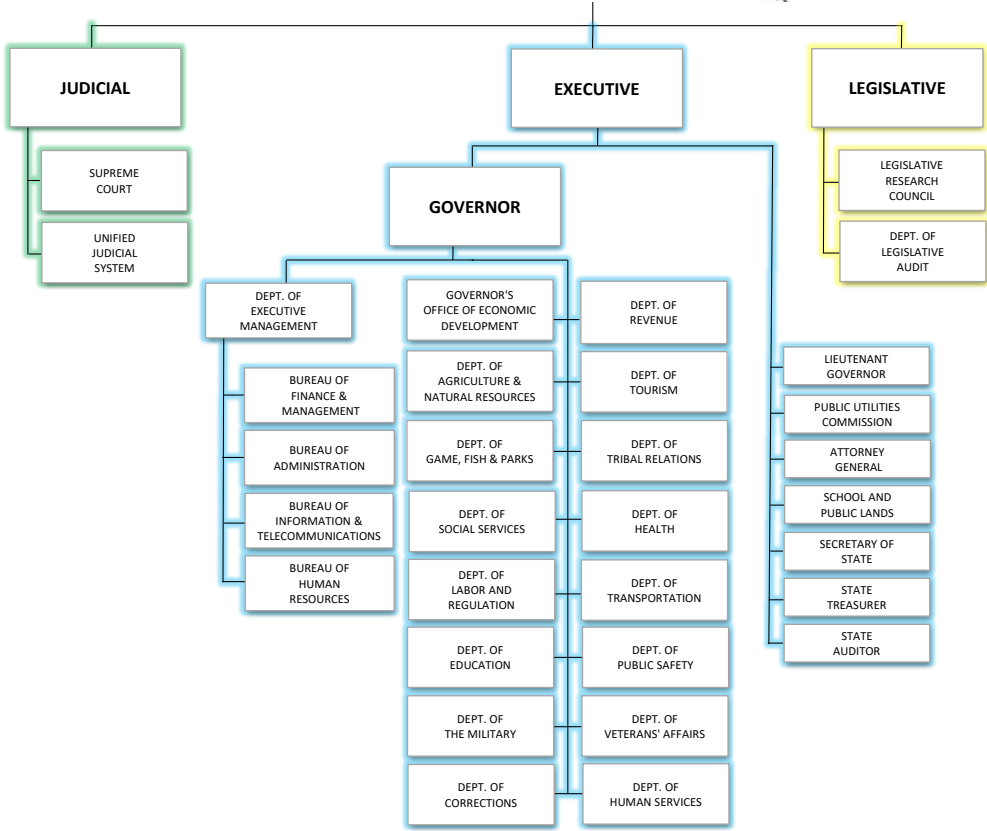 JUDICIAL
EXECUTIVE
LEGISLATIVE
SUPREME
COURT
UNIFIED
JUDICIAL
SYSTEM
LEGISLATIVE
RESEARCH
COUNCIL
DEPT. OF
LEGISLATIVE
AUDIT
GOVERNOR
DEPT. OF
EXECUTIVE
MANAGEMENT
BUREAU OF
FINANCE &
MANAGEMENT
BUREAU OF
ADMINISTRATION
BUREAU OF
INFORMATION &
TELECOMMUNICATIONS
BUREAU OF
HUMAN
RESOURCES
GOVERNOR'S
OFFICE OF ECONOMIC
DEVELOPMENT
DEPT. OF
REVENUE
DEPT. OF
AGRICULTURE &
NATURAL RESOURCES
DEPT. OF
TOURISM
DEPT. OF
GAME, FISH & PARKS
DEPT. OF
TRIBAL RELATIONS
DEPT. OF
SOCIAL SERVICES
DEPT. OF
HEALTH
DEPT. OF
LABOR AND
REGULATION
DEPT. OF
TRANSPORTATION
DEPT. OF
EDUCATION
DEPT. OF
PUBLIC SAFETY
DEPT. OF
THE MILITARY
DEPT. OF
VETERANS' AFFAIRS
DEPT. OF
CORRECTIONS
DEPT. OF
HUMAN SERVICES
LIEUTENANT
GOVERNOR
PUBLIC UTILITIES
COMMISSION
ATTORNEY
GENERAL
SCHOOL AND
PUBLIC LANDS
SECRETARY OF
STATE
STATE
TREASURER
STATE
AUDITOR